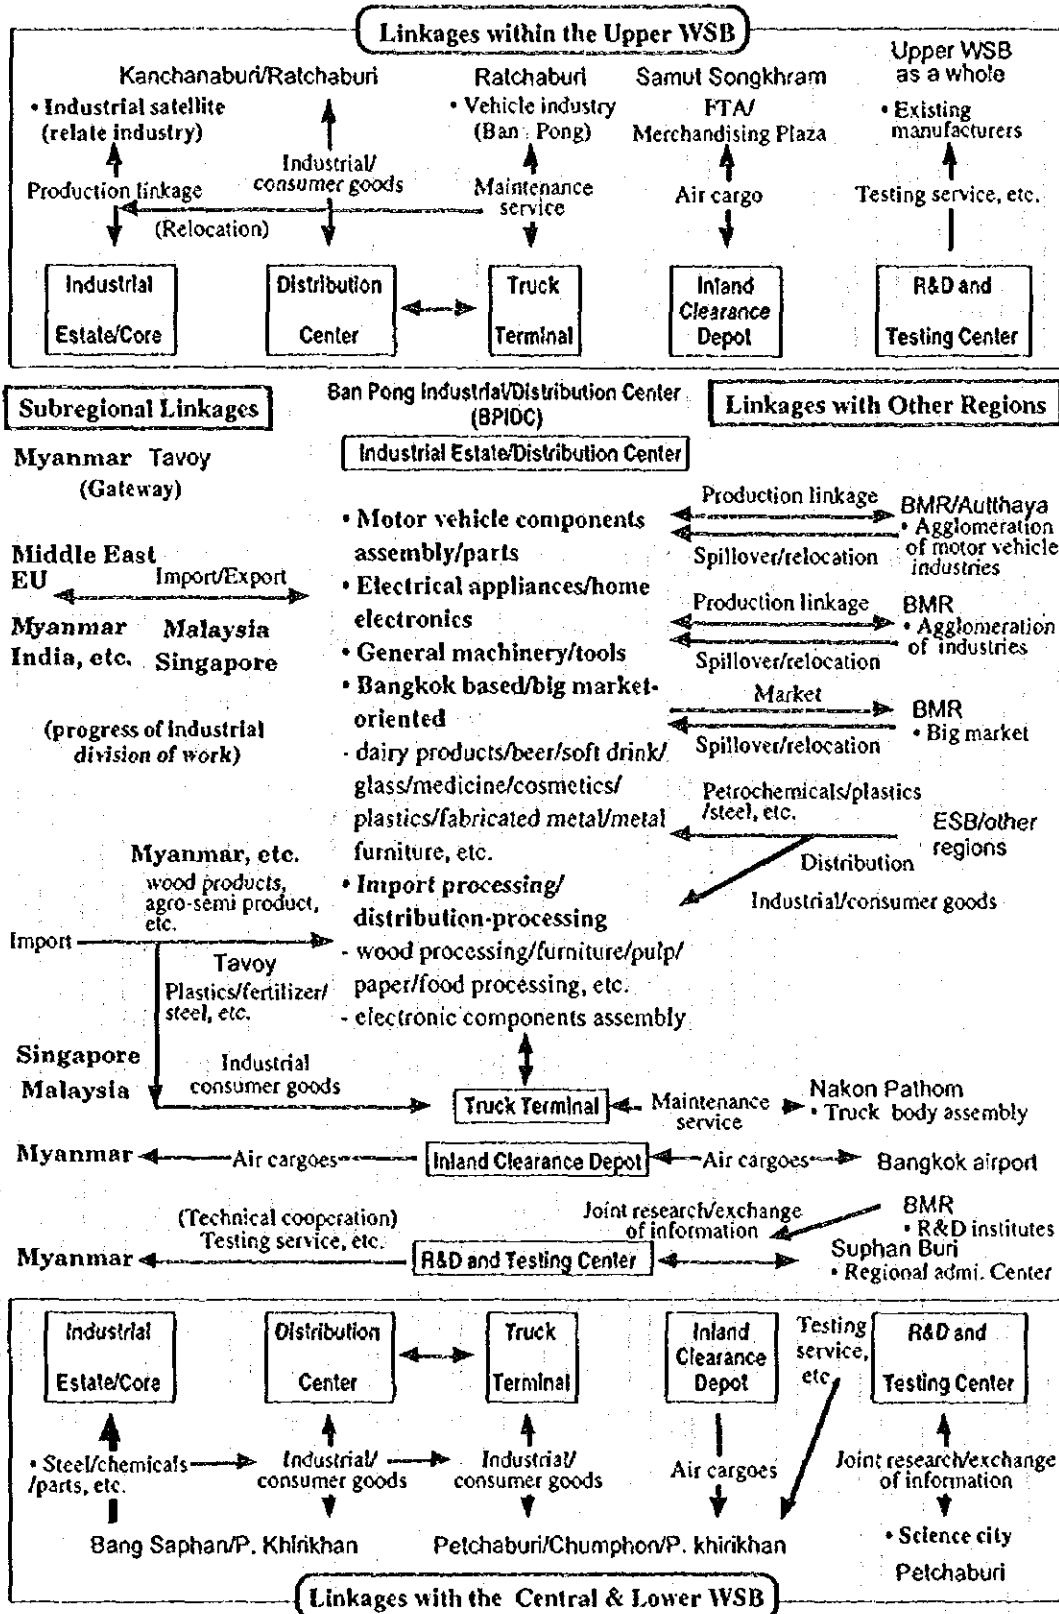 Linkages within the Upper WSB
Kanchanaburi/Ratchaburi
• Industrial satellite
(relate industry)
Ratchaburi
• Vehicle industry
(Ban Pong)
Samut Songkhram
FTA/
Merchandising Plaza
Upper WSB
as a whole
• Existing
manufacturers
Production linkage
Industrial/
consumer goods
(Relocation)
Maintenance
service
Air cargo
Testing service, etc.
Industrial
Estate/Core
Distribution
Center
Truck
Terminal
Inland
Clearance
Depot
R&D and
Testing Center
Subregional Linkages
Ban Pong Industrial/Distribution Center
(BPIDC)
Linkages with Other Regions
Industrial Estate/Distribution Center
Myanmar Tavoy
(Gateway)
Middle East
EU
Import/Export
Myanmar Malaysia
India, etc. Singapore
(progress of industrial
division of work)
• Motor vehicle components
assembly/parts
• Electrical appliances/home
electronics
• General machinery/tools
• Bangkok based/big market-
oriented
- dairy products/beer/soft drink/
glass/medicine/cosmetics/
plastics/fabricated metal/metal
furniture, etc.
• Import processing/
distribution-processing
- wood processing/furniture/pulp/
paper/food processing, etc.
- electronic components assembly
Production linkage
Spillover/relocation
BMR/Autthaya
• Agglomeration
of motor vehicle
industries
Production linkage
Spillover/relocation
BMR
• Agglomeration
of industries
Market
Spillover/relocation
BMR
• Big market
Petrochemicals/plastics
/steel, etc.
Distribution
ESB/other
regions
Industrial/consumer goods
Myanmar, etc.
wood products,
agro-semi product,
etc.
Import
Tavoy
Plastics/fertilizer/
steel, etc.
Singapore
Malaysia
Industrial
consumer goods
Truck Terminal
Maintenance
service
Nakon Pathom
• Truck body assembly
Myanmar
Air cargoes
Inland Clearance Depot
Air cargoes
Bangkok airport
(Technical cooperation)
Testing service, etc.
Myanmar
R&D and Testing Center
Joint research/exchange
of information
BMR
• R&D institutes
Suphan Buri
• Regional admi. Center
Industrial
Estate/Core
Distribution
Center
Truck
Terminal
Inland
Clearance
Depot
Testing
service,
etc.
R&D and
Testing Center
• Steel/chemicals
/parts, etc.
Industrial/
consumer goods
Industrial/
consumer goods
Air cargoes
Joint research/exchange
of information
Bang Saphan/P. Khirikhan
Petchaburi/Chumphon/P. khirikhan
• Science city
Petchaburi
Linkages with the Central & Lower WSB